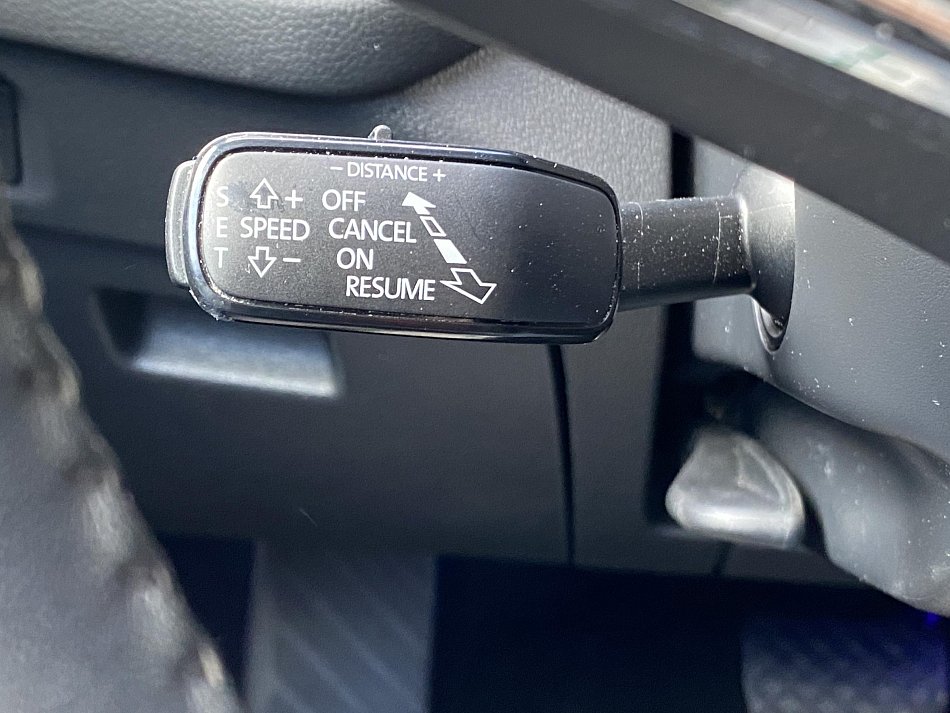 − DISTANCE +
S + OFF
E SPEED CANCEL
T − ON
RESUME